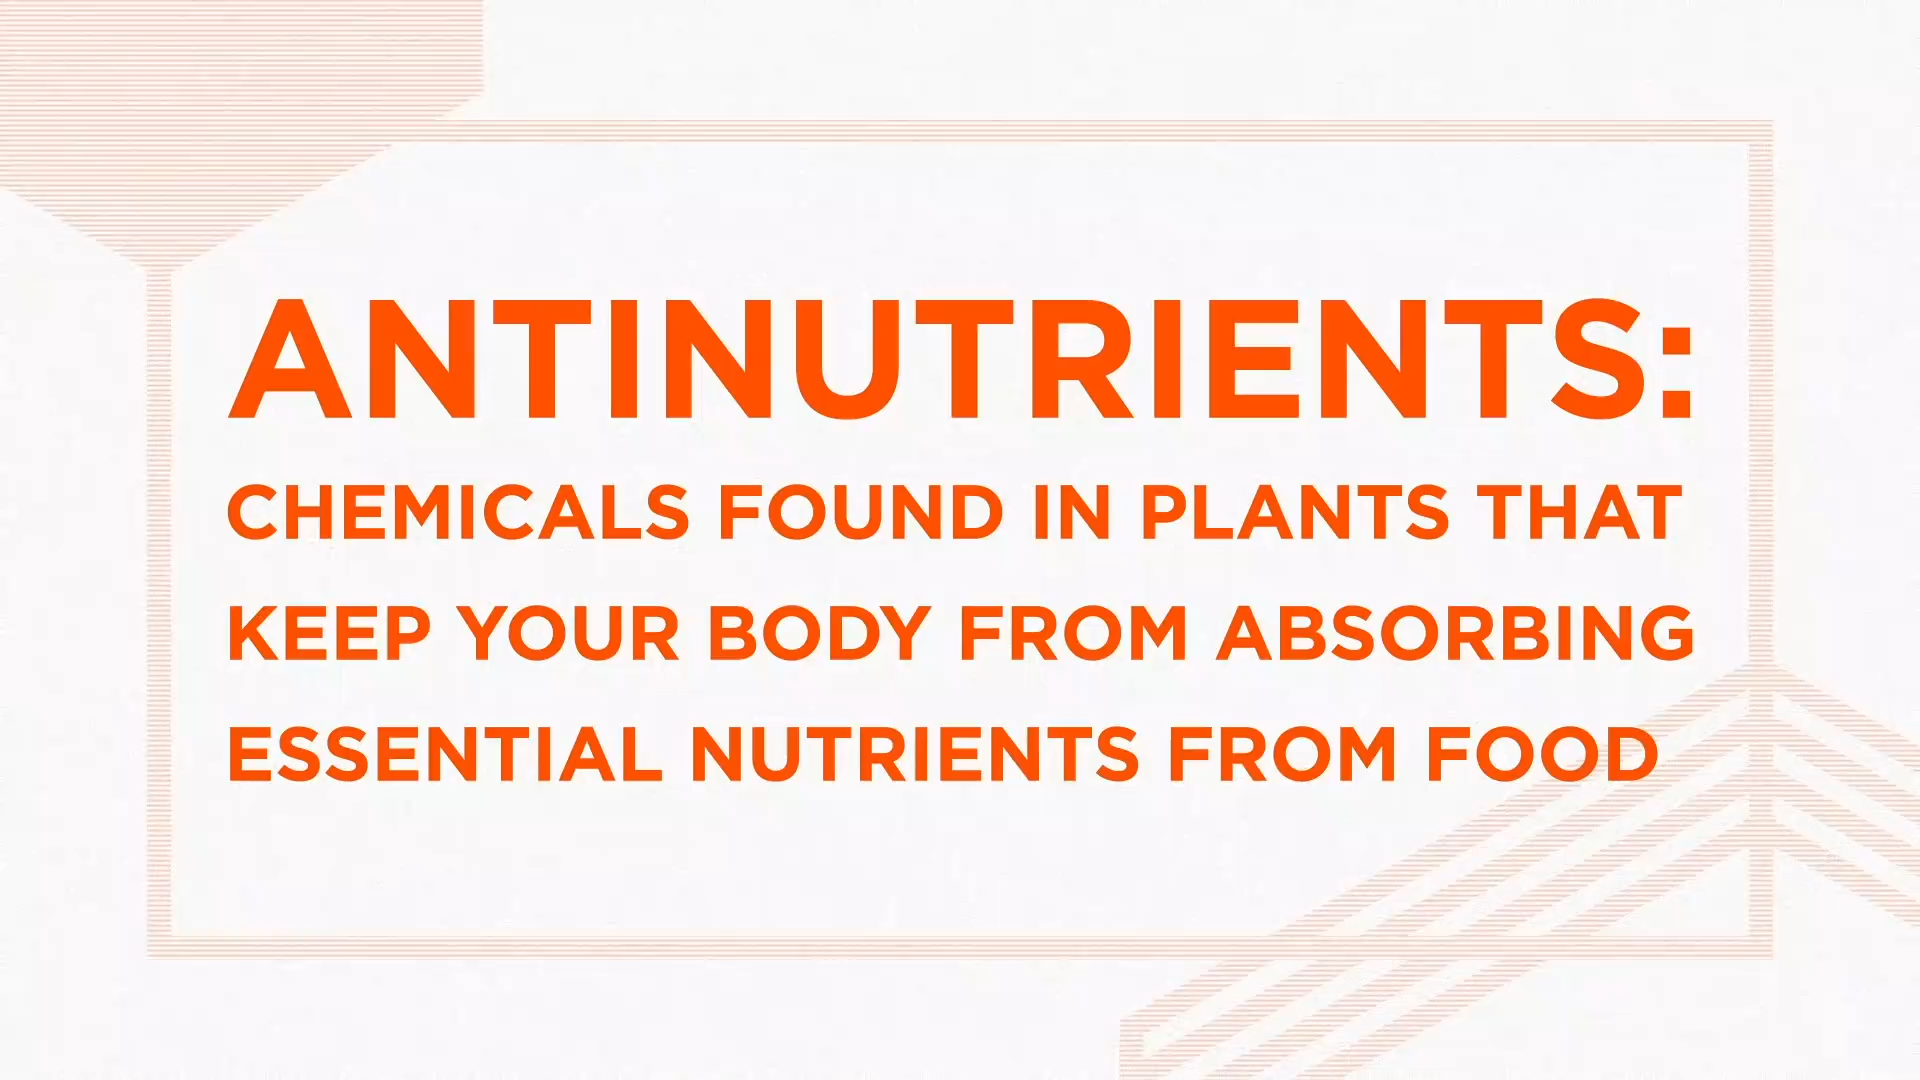 ANTINUTRIENTS:
CHEMICALS FOUND IN PLANTS THAT
KEEP YOUR BODY FROM ABSORBING
ESSENTIAL NUTRIENTS FROM FOOD